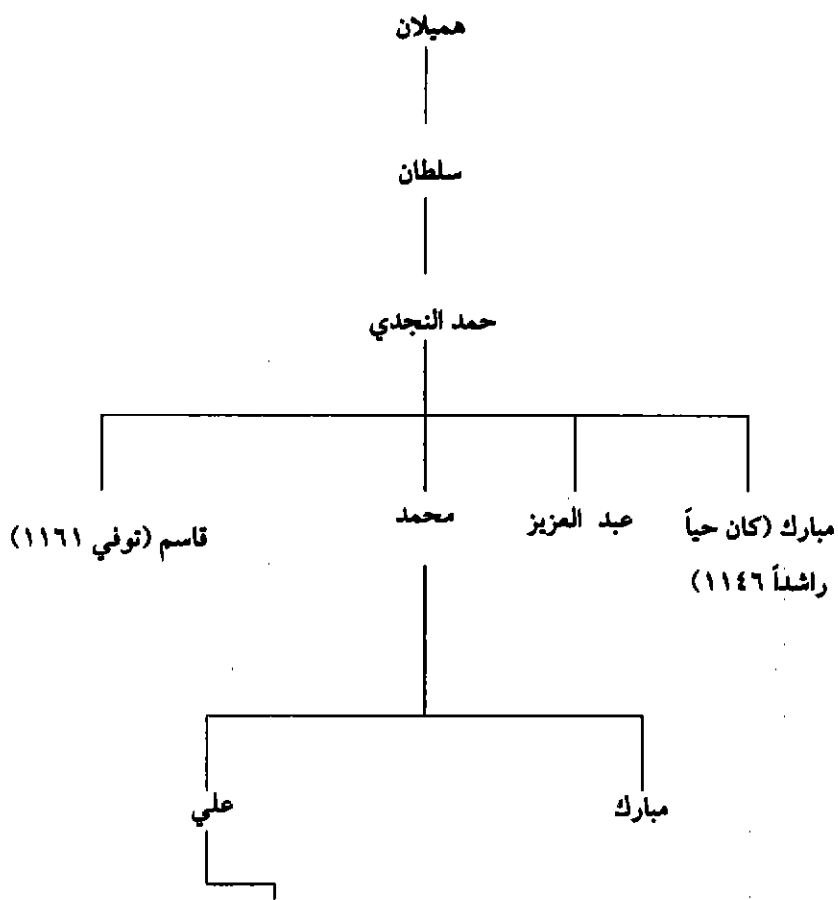 هميلان
سلطان
حمد النجدي
مبارك (كان حياً
راشداً ١١٤٦)
عبد العزيز
محمد
قاسم (توفي ١١٦١)
مبارك
علي